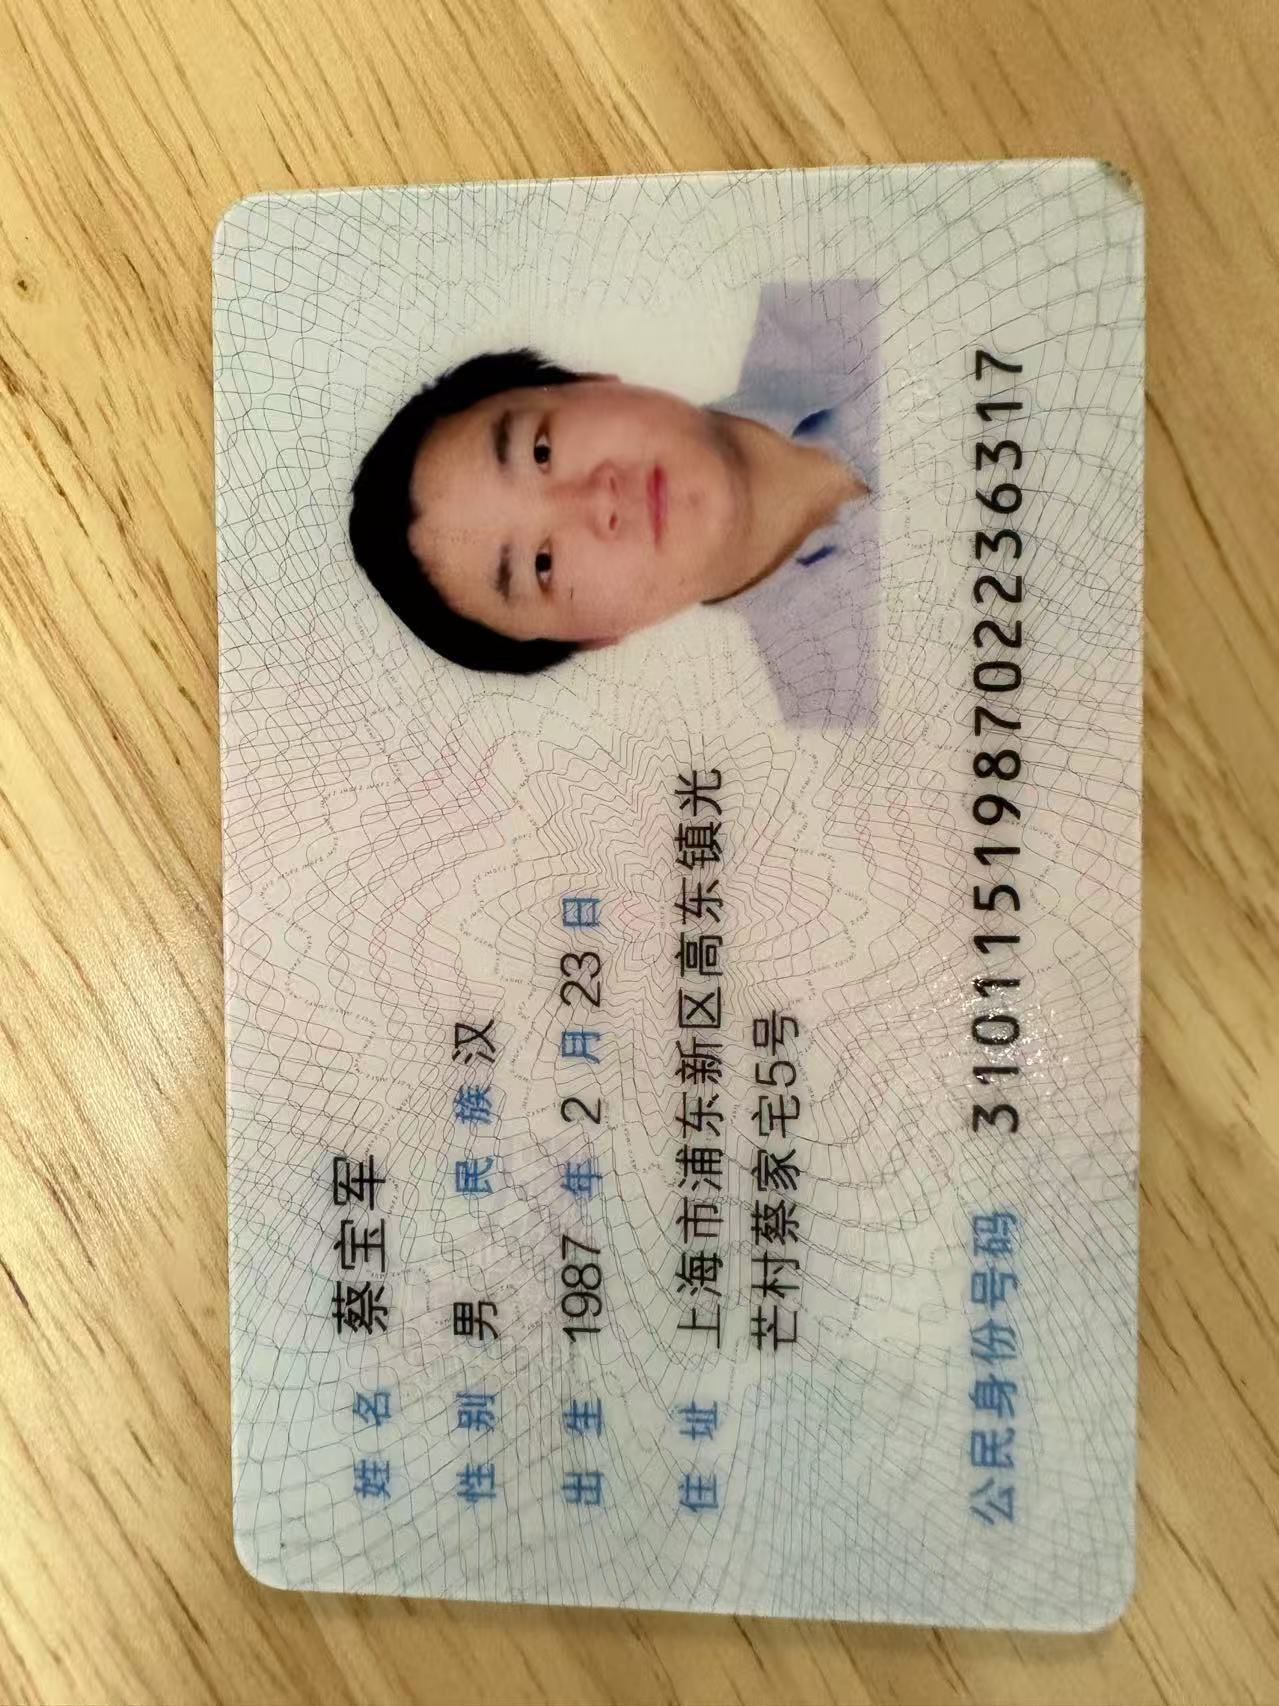 姓名 蔡宝军
性别 男 民族 汉
出生 1987 年 2 月 23 日
住址 上海市浦东新区高东镇光
芒村蔡家宅5号
公民身份号码 310115198702236317